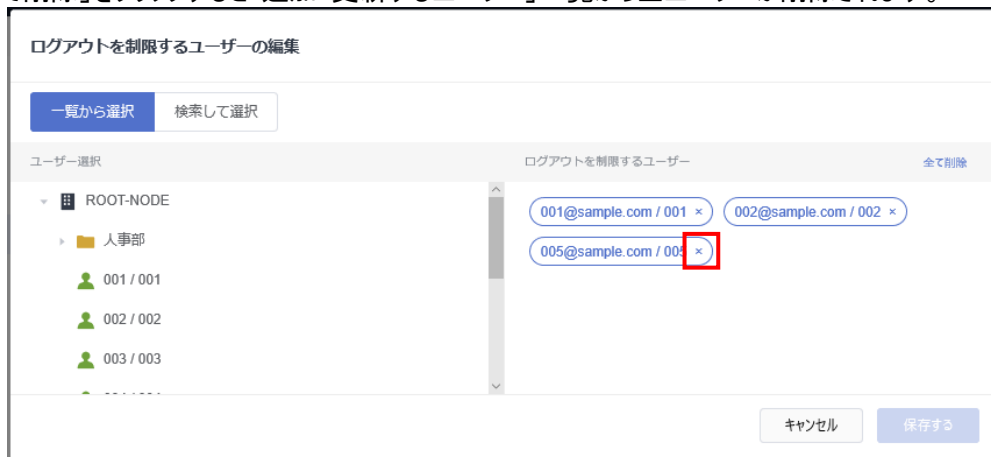 ログアウトを制限するユーザーの編集
一覧から選択 検索して選択
ユーザー選択
ROOT-NODE
人事部
001 / 001
002 / 002
003 / 003
ログアウトを制限するユーザー 全て削除
001@sample.com / 001 × 002@sample.com / 002 ×
005@sample.com / 005 ×
キャンセル 保存する